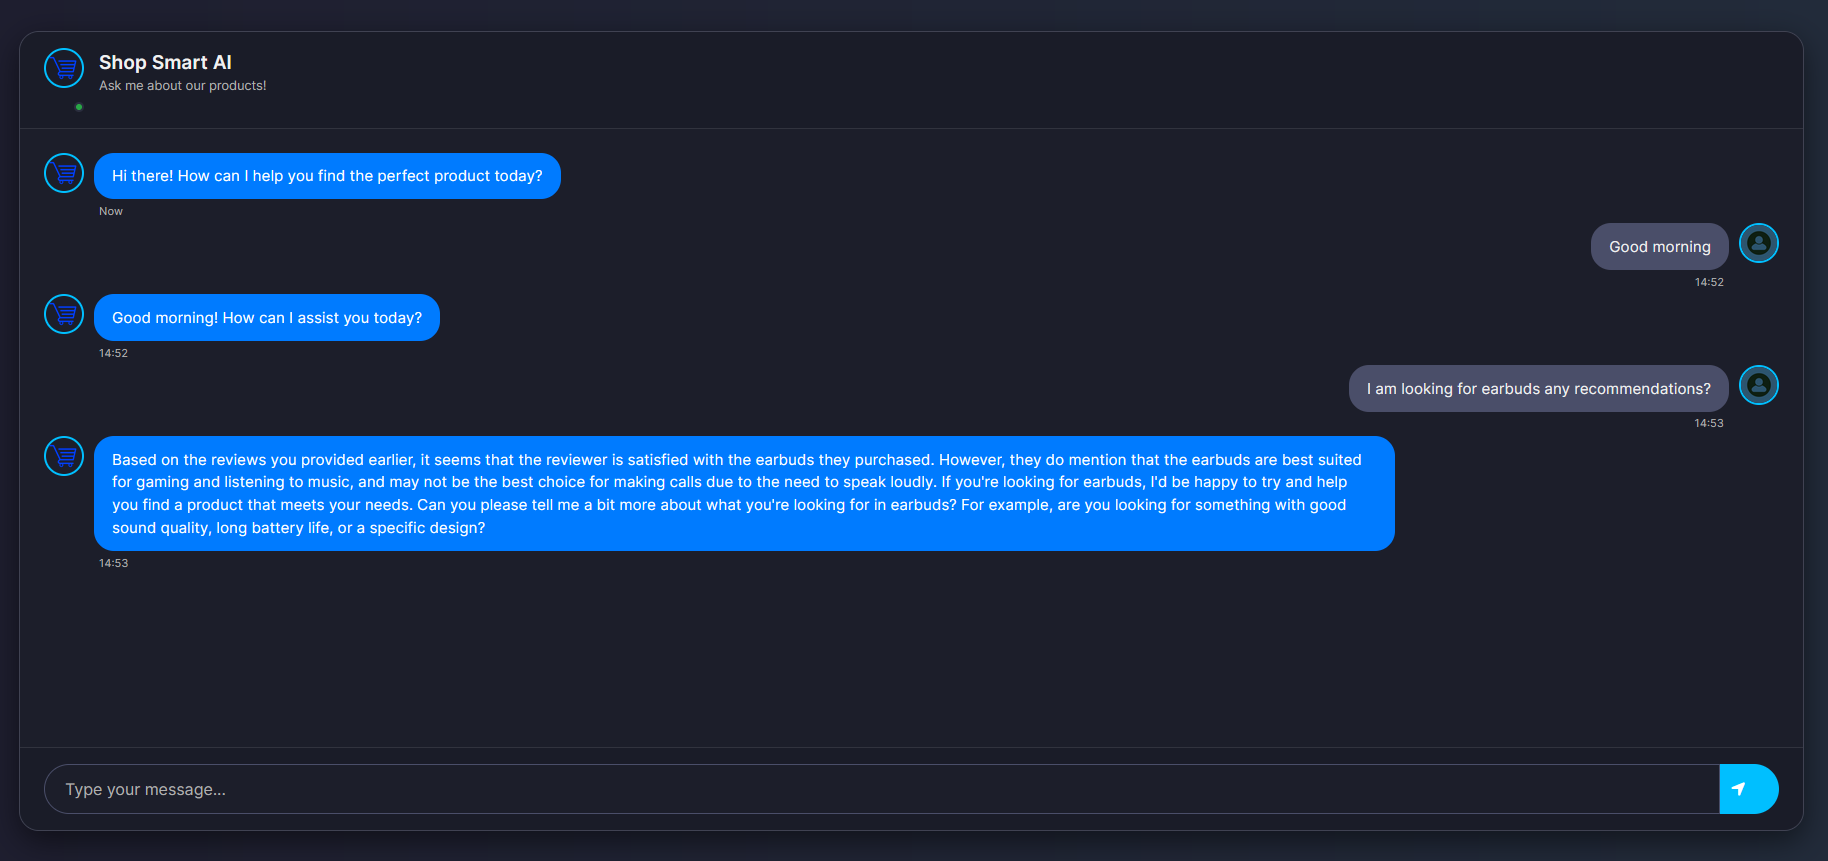 Shop Smart AI
Ask me about our products!
Hi there! How can I help you find the perfect product today?
Now
Good morning
14:52
Good morning! How can I assist you today?
14:52
I am looking for earbuds any recommendations?
14:53
Based on the reviews you provided earlier, it seems that the reviewer is satisfied with the earbuds they purchased. However, they do mention that the earbuds are best suited
for gaming and listening to music, and may not be the best choice for making calls due to the need to speak loudly. If you're looking for earbuds, I'd be happy to try and help
you find a product that meets your needs. Can you please tell me a bit more about what you're looking for in earbuds? For example, are you looking for something with good
sound quality, long battery life, or a specific design?
14:53
Type your message...